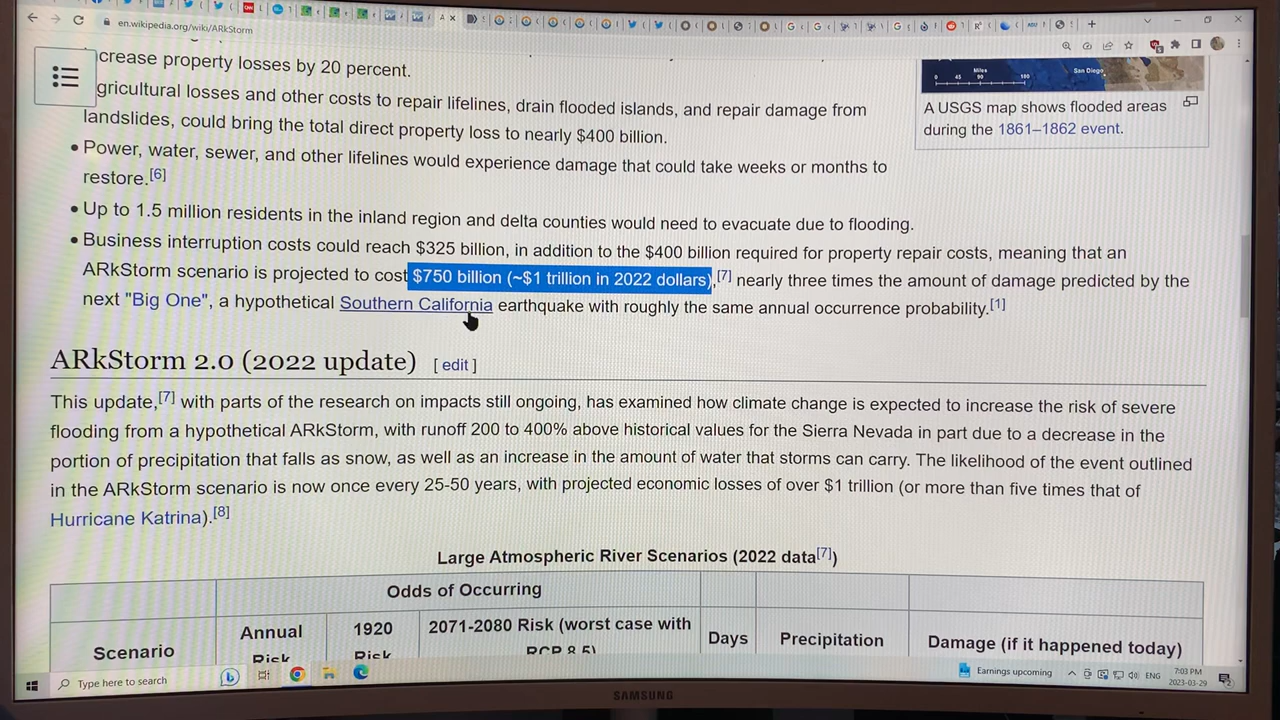 en.wikipedia.org/wiki/ARkStorm
crease property losses by 20 percent.
gricultural losses and other costs to repair lifelines, drain flooded islands, and repair damage from
landslides, could bring the total direct property loss to nearly $400 billion.
• Power, water, sewer, and other lifelines would experience damage that could take weeks or months to
restore.[6]
• Up to 1.5 million residents in the inland region and delta counties would need to evacuate due to flooding.
• Business interruption costs could reach $325 billion, in addition to the $400 billion required for property repair costs, meaning that an
ARkStorm scenario is projected to cost $750 billion (~$1 trillion in 2022 dollars),[7] nearly three times the amount of damage predicted by the
next "Big One", a hypothetical Southern California earthquake with roughly the same annual occurrence probability.[1]
Miles
0 45 90 180
San Diego
A USGS map shows flooded areas
during the 1861–1862 event.
ARkStorm 2.0 (2022 update) [ edit ]
This update,[7] with parts of the research on impacts still ongoing, has examined how climate change is expected to increase the risk of severe
flooding from a hypothetical ARkStorm, with runoff 200 to 400% above historical values for the Sierra Nevada in part due to a decrease in the
portion of precipitation that falls as snow, as well as an increase in the amount of water that storms can carry. The likelihood of the event outlined
in the ARkStorm scenario is now once every 25-50 years, with projected economic losses of over $1 trillion (or more than five times that of
Hurricane Katrina).[8]
Large Atmospheric River Scenarios (2022 data[7])
Odds of Occurring
Scenario
Annual
Risk
1920
Risk
2071-2080 Risk (worst case with
RCP 8.5)
Days
Precipitation
Damage (if it happened today)
Type here to search
Earnings upcoming
ENG
7:03 PM
2023-03-29
SAMSUNG